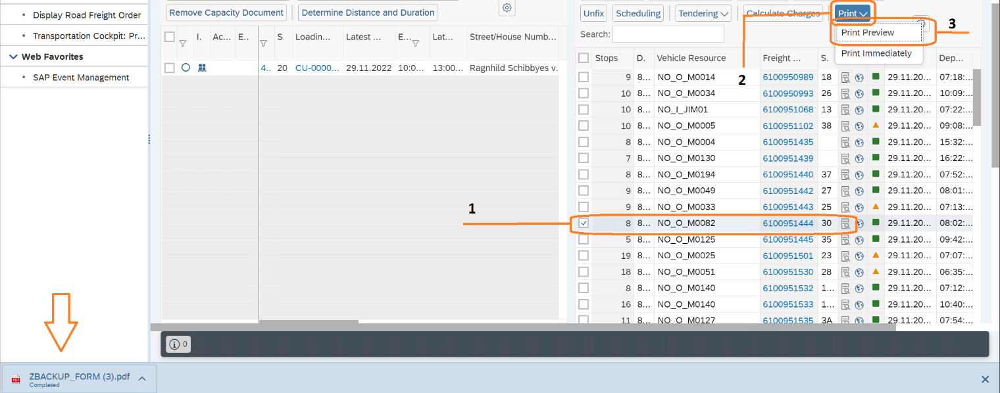 Display Road Freight Order
Transportation Cockpit: Pr...
Web Favorites
SAP Event Management
Remove Capacity Document
Determine Distance and Duration
I. Ac... E.. S. Loadin... Latest ... E... Lat... Street/House Numb...
4.. 20 CU-0000... 29.11.2022 10:0... 13:00... Ragnhild Schibbyes v.
Unfix Scheduling Tendering Calculate Charges Print
Search:
Print Preview
Print Immediately
1
2
3
Stops D. Vehicle Resource Freight ... S. Dep...
9 8... NO_O_M0014 6100950989 18 29.11.20... 07:18:...
10 8... NO_O_M0034 6100950993 26 29.11.20... 10:09:...
10 8... NO_I_JIM01 6100951068 13 29.11.20... 07:22:...
10 8... NO_O_M0005 6100951102 38 29.11.20... 09:08:...
8 8... NO_O_M0004 6100951435 29.11.20... 15:32:...
7 8... NO_O_M0130 6100951439 29.11.20... 16:22:...
8 8... NO_O_M0194 6100951440 37 29.11.20... 07:52:...
9 8... NO_O_M0049 6100951442 27 29.11.20... 08:01:...
9 8... NO_O_M0033 6100951443 25 29.11.20... 07:13:...
8 8... NO_O_M0082 6100951444 30 29.11.20... 08:02:...
5 8... NO_O_M0125 6100951445 35 29.11.20... 09:42:...
19 8... NO_O_M0025 6100951501 23 29.11.20... 07:07:...
18 8... NO_O_M0051 6100951530 28 29.11.20... 06:35:...
8 8... NO_O_M0140 6100951532 1... 29.11.20... 07:12:...
16 8... NO_O_M0140 6100951533 1... 29.11.20... 10:40:...
11 8... NO_O_M0127 6100951535 3A 29.11.20... 07:54:...
0
PDF
ZBACKUP_FORM (3).pdf
Completed